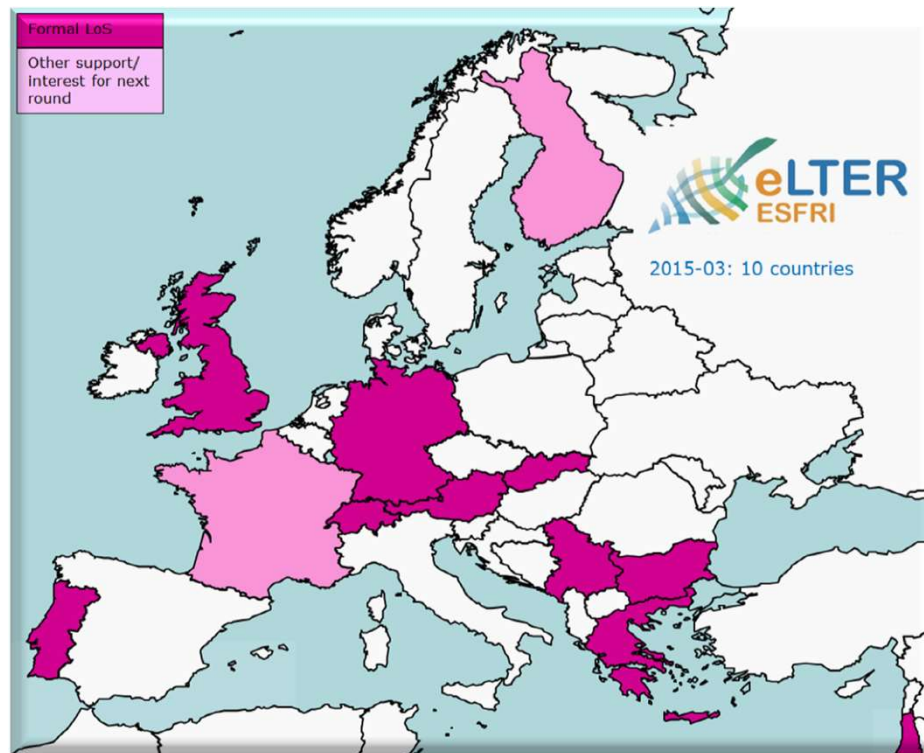 Formal LoS
Other support/
interest for next
round
eLTER
ESFRI
2015-03: 10 countries